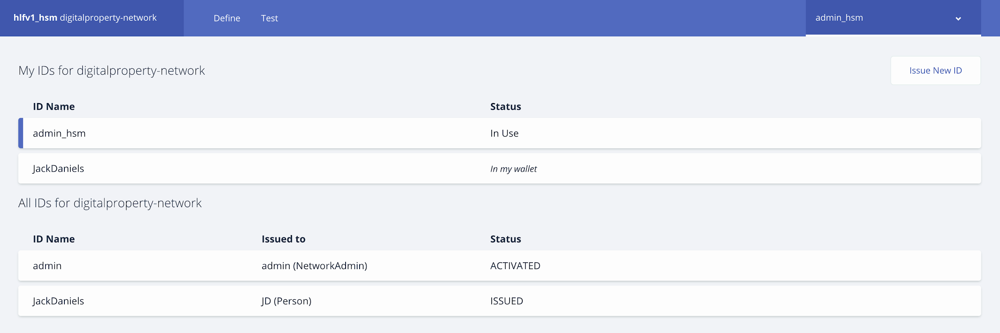 hlfv1_hsm digitalproperty-network Define Test admin_hsm
My IDs for digitalproperty-network Issue New ID
ID Name Status
admin_hsm In Use
JackDaniels In my wallet
All IDs for digitalproperty-network
ID Name Issued to Status
admin admin (NetworkAdmin) ACTIVATED
JackDaniels JD (Person) ISSUED